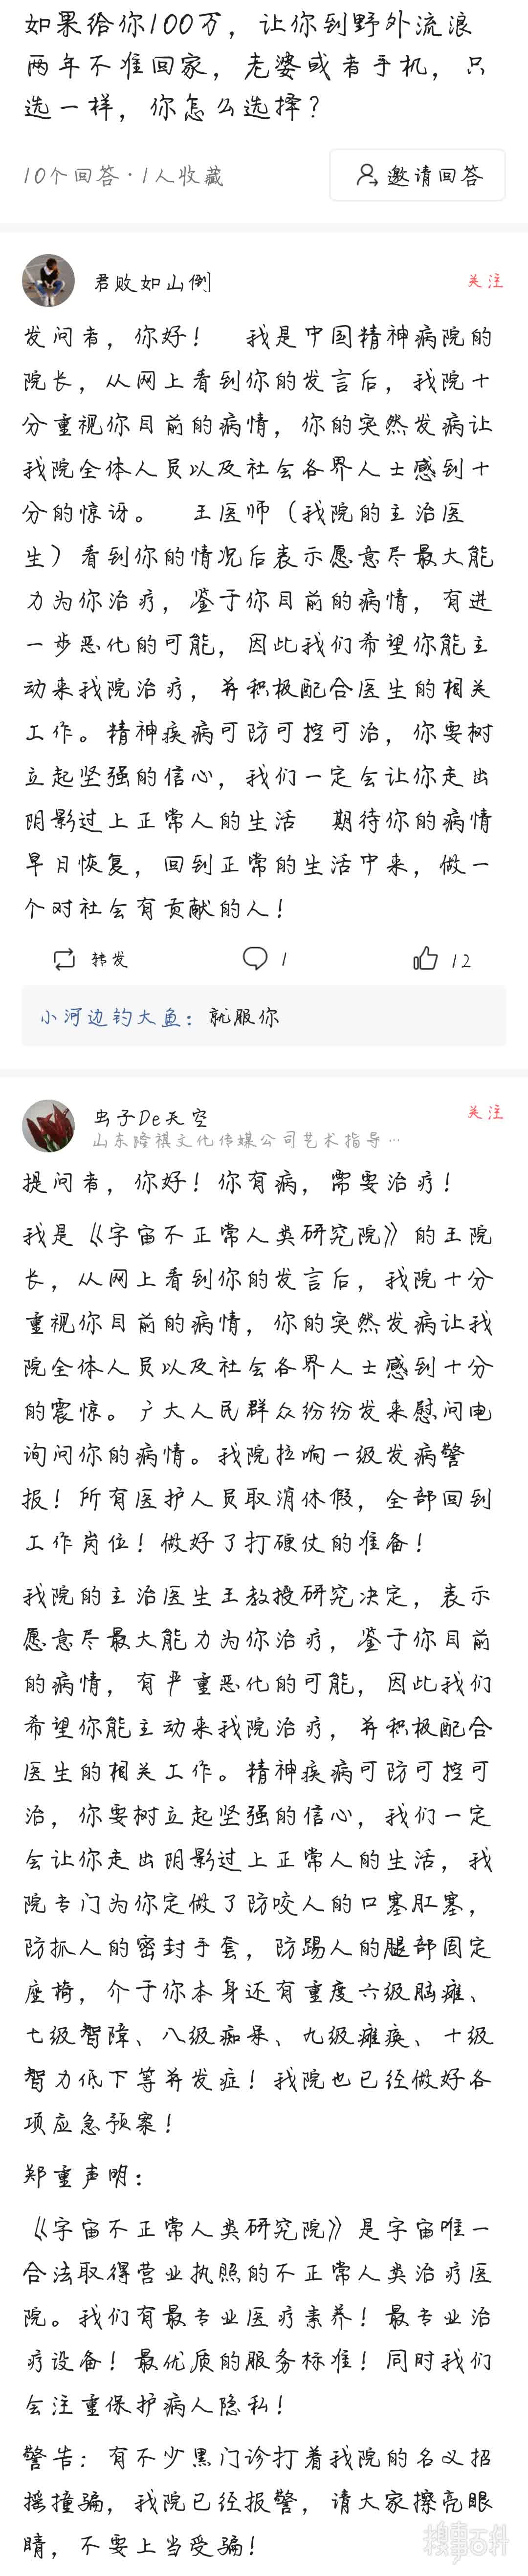 如果给你100万，让你到野外流浪
两年不准回家，老婆或者手机，只
选一样，你怎么选择？
10个回答·1人收藏
邀请回答
君败如山倒
关注
发问者，你好！ 我是中国精神病院的
院长，从网上看到你的发言后，我院十
分重视你目前的病情，你的突然发病让
我院全体人员以及社会各界人士感到十
分的惊讶。 王医师（我院的主治医
生）看到你的情况后表示愿意尽最大能
力为你治疗，鉴于你目前的病情，有进
一步恶化的可能，因此我们希望你能主
动来我院治疗，并积极配合医生的相关
工作。精神疾病可防可控可治，你要树
立起坚强的信心，我们一定会让你走出
阴影过上正常人的生活 期待你的病情
早日恢复，回到正常的生活中来，做一
个对社会有贡献的人！
转发
1
12
小河边钓大鱼：就服你
虫子De天空
关注
山东隆祺文化传媒公司艺术指导…
提问者，你好！你有病，需要治疗！
我是《宇宙不正常人类研究院》的王院
长，从网上看到你的发言后，我院十分
重视你目前的病情，你的突然发病让我
院全体人员以及社会各界人士感到十分
的震惊。广大人民群众纷纷发来慰问电
询问你的病情。我院拉响一级发病警
报！所有医护人员取消休假，全部回到
工作岗位！做好了打硬仗的准备！
我院的主治医生王教授研究决定，表示
愿意尽最大能力为你治疗，鉴于你目前
的病情，有严重恶化的可能，因此我们
希望你能主动来我院治疗，并积极配合
医生的相关工作。精神疾病可防可控可
治，你要树立起坚强的信心，我们一定
会让你走出阴影过上正常人的生活，我
院专门为你定做了防咬人的口塞肛塞，
防抓人的密封手套，防踢人的腿部固定
座椅，介于你本身还有重度六级脑瘫、
七级智障、八级痴呆、九级瘫痪、十级
智力低下等并发症！我院也已经做好各
项应急预案！
郑重声明：
《宇宙不正常人类研究院》是宇宙唯一
合法取得营业执照的不正常人类治疗医
院。我们有最专业医疗素养！最专业治
疗设备！最优质的服务标准！同时我们
会注重保护病人隐私！
警告：有不少黑门诊打着我院的名义招
摇撞骗，我院已经报警，请大家擦亮眼
睛，不要上当受骗！
糗事百科